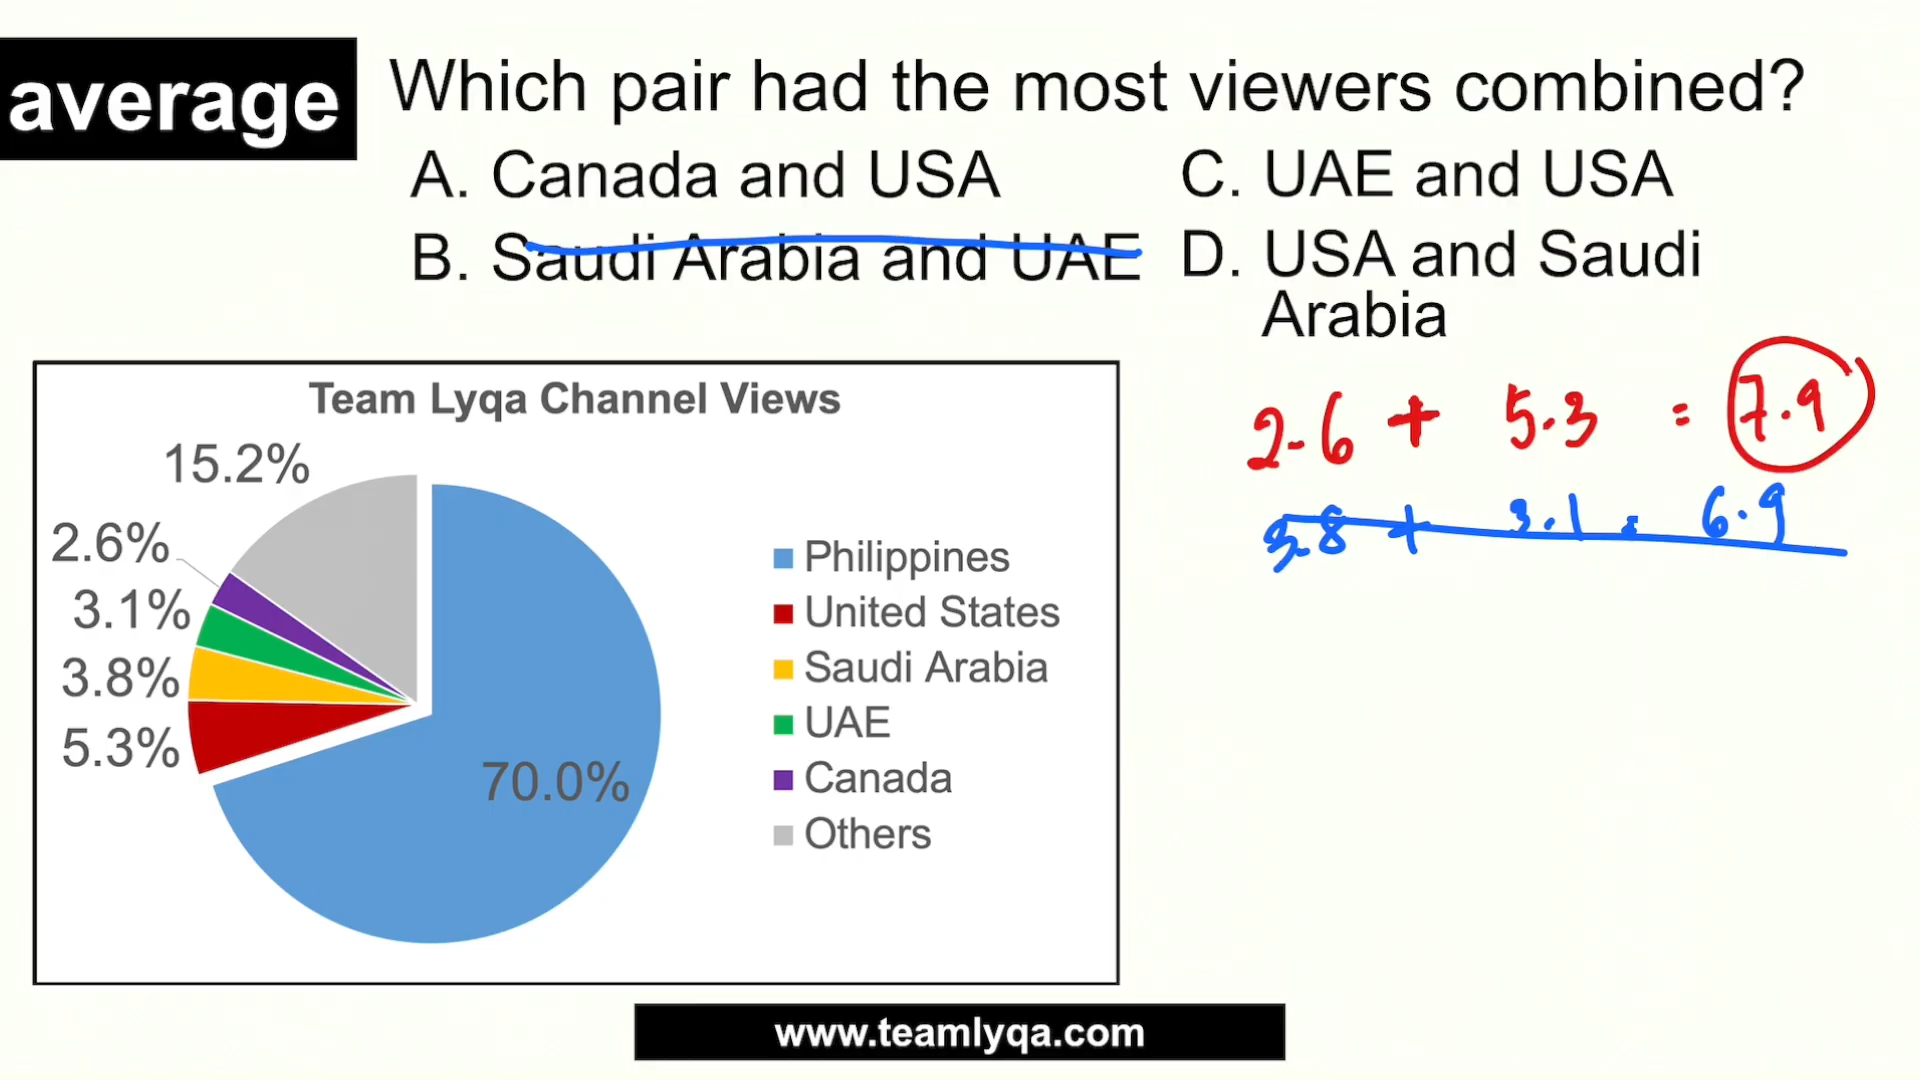 average
Which pair had the most viewers combined?
A. Canada and USA
B. Saudi Arabia and UAE
C. UAE and USA
D. USA and Saudi
Arabia
2.6 + 5.3 = 7.9
3.8 + 3.1 = 6.9
Team Lyqa Channel Views
15.2%
2.6%
3.1%
3.8%
5.3%
70.0%
Philippines
United States
Saudi Arabia
UAE
Canada
Others
www.teamlyqa.com